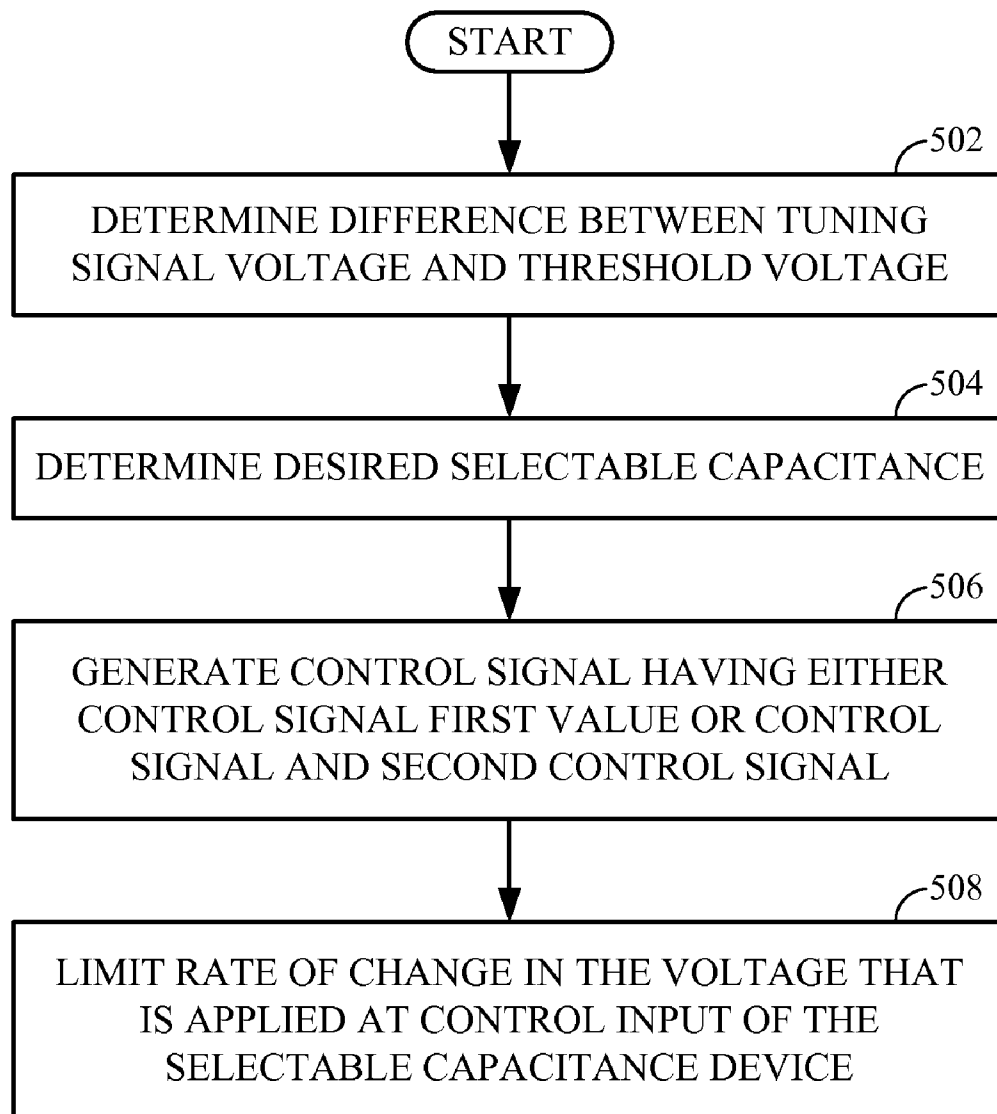 START
502
DETERMINE DIFFERENCE BETWEEN TUNING
SIGNAL VOLTAGE AND THRESHOLD VOLTAGE
504
DETERMINE DESIRED SELECTABLE CAPACITANCE
506
GENERATE CONTROL SIGNAL HAVING EITHER
CONTROL SIGNAL FIRST VALUE OR CONTROL
SIGNAL AND SECOND CONTROL SIGNAL
508
LIMIT RATE OF CHANGE IN THE VOLTAGE THAT
IS APPLIED AT CONTROL INPUT OF THE
SELECTABLE CAPACITANCE DEVICE